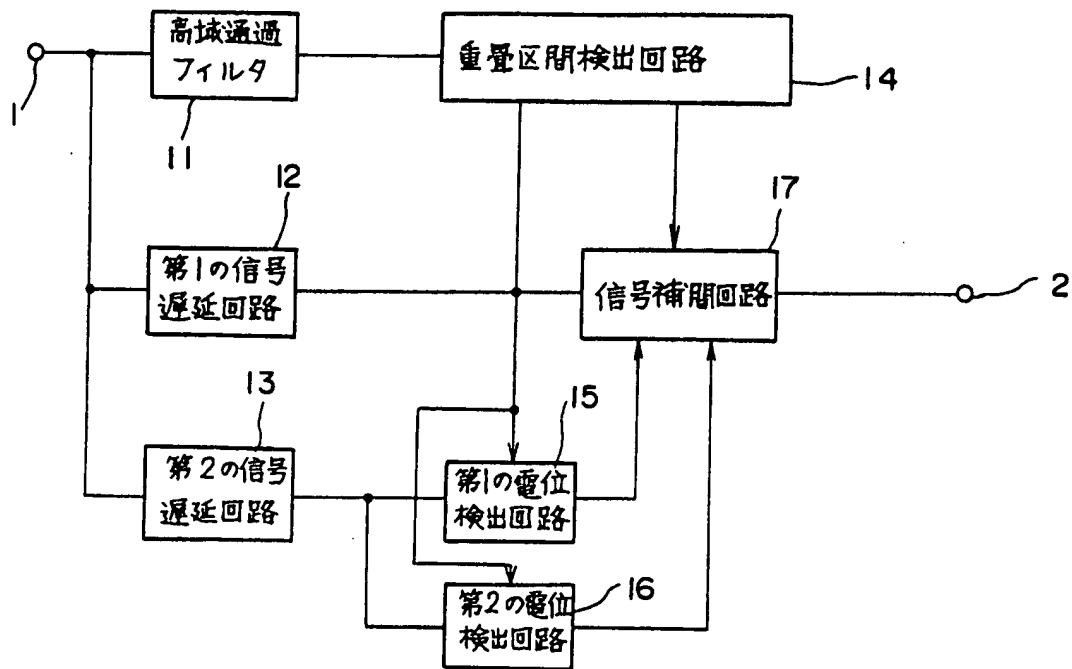 高域通過
フィルタ
重畳区間検出回路
14
1
11
12
17
第1の信号
遅延回路
信号補間回路
2
13
15
第2の信号
遅延回路
第1の電位
検出回路
16
第2の電位
検出回路